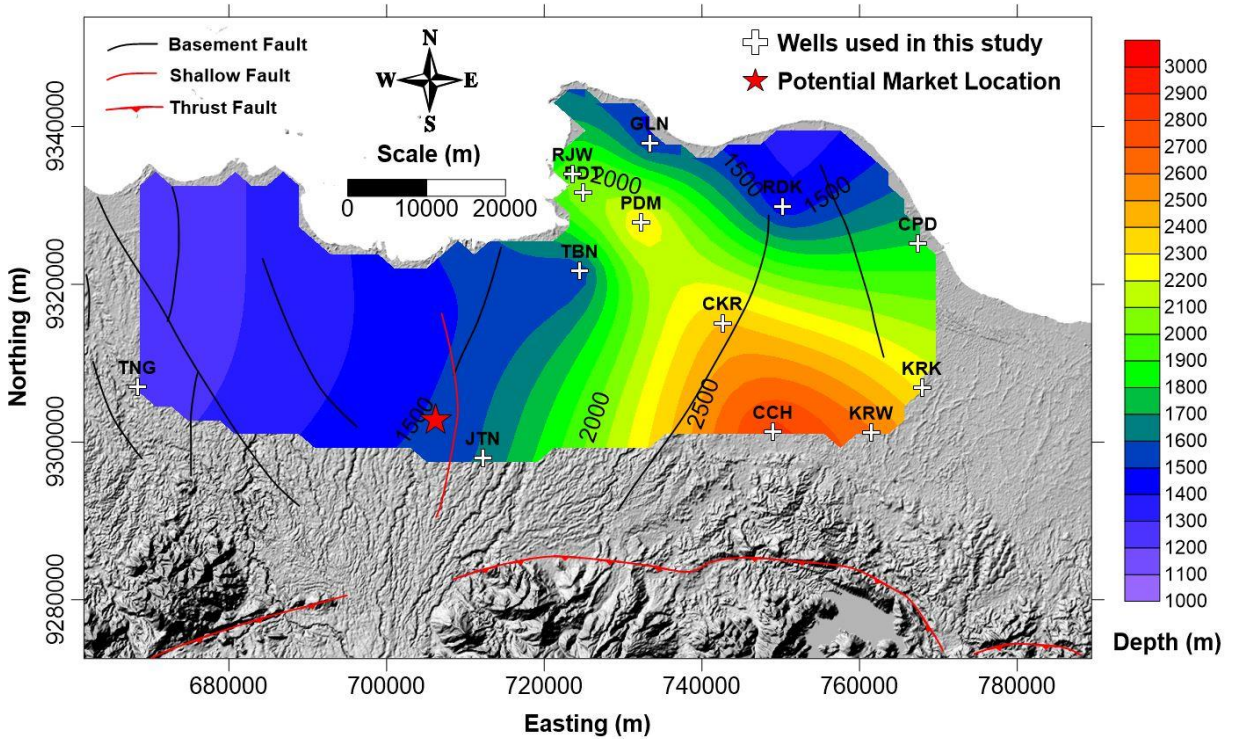 Basement Fault
Shallow Fault
Thrust Fault
N
W E
S
Scale (m)
0 10000 20000
Wells used in this study
Potential Market Location
GLN
RJW
2000
PDM
TBN
1500
RDK
1500
CPD
CKR
TNG
KRK
1500
JTN
2000
2500
CCH
KRW
9340000
9320000
9300000
9280000
Northing (m)
680000
700000
720000
740000
760000
780000
Easting (m)
3000
2900
2800
2700
2600
2500
2400
2300
2200
2100
2000
1900
1800
1700
1600
1500
1400
1300
1200
1100
1000
Depth (m)